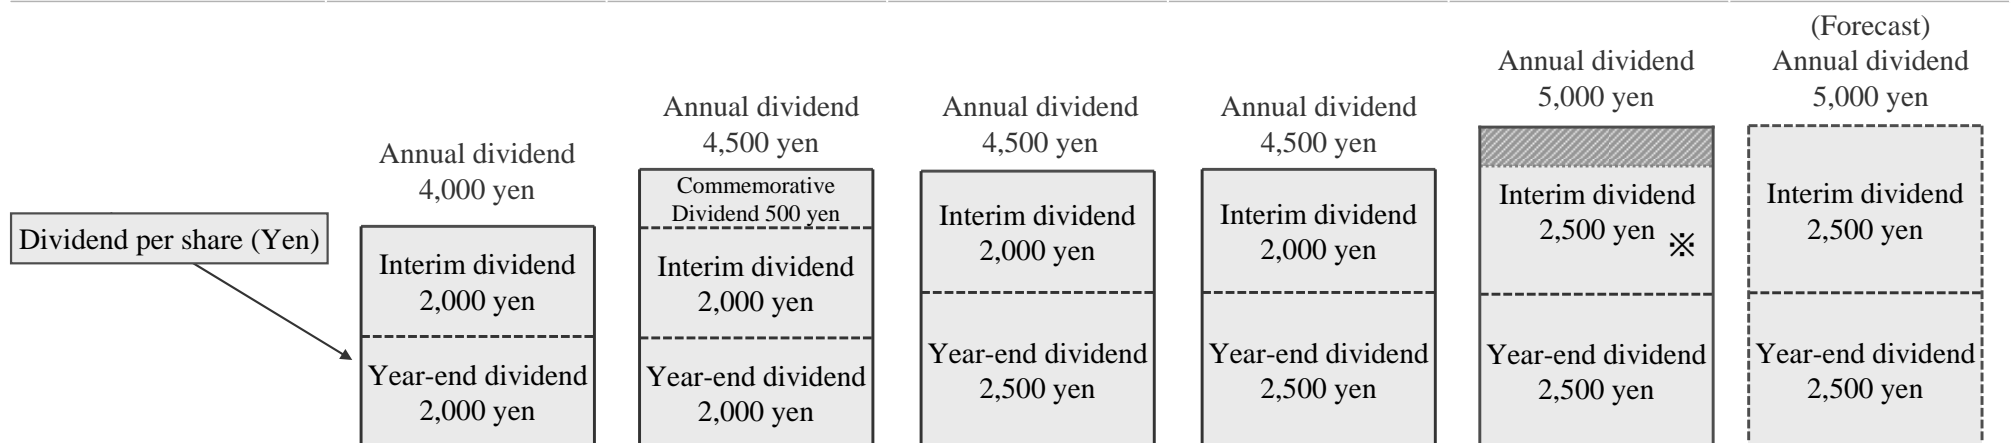 Dividend per share (Yen)
Annual dividend
4,000 yen
Interim dividend
2,000 yen
Year-end dividend
2,000 yen
Annual dividend
4,500 yen
Commemorative
Dividend 500 yen
Interim dividend
2,000 yen
Year-end dividend
2,000 yen
Annual dividend
4,500 yen
Interim dividend
2,000 yen
Year-end dividend
2,500 yen
Annual dividend
4,500 yen
Interim dividend
2,000 yen
Year-end dividend
2,500 yen
Annual dividend
5,000 yen
Interim dividend
2,500 yen ※
Year-end dividend
2,500 yen
(Forecast)
Annual dividend
5,000 yen
Interim dividend
2,500 yen
Year-end dividend
2,500 yen